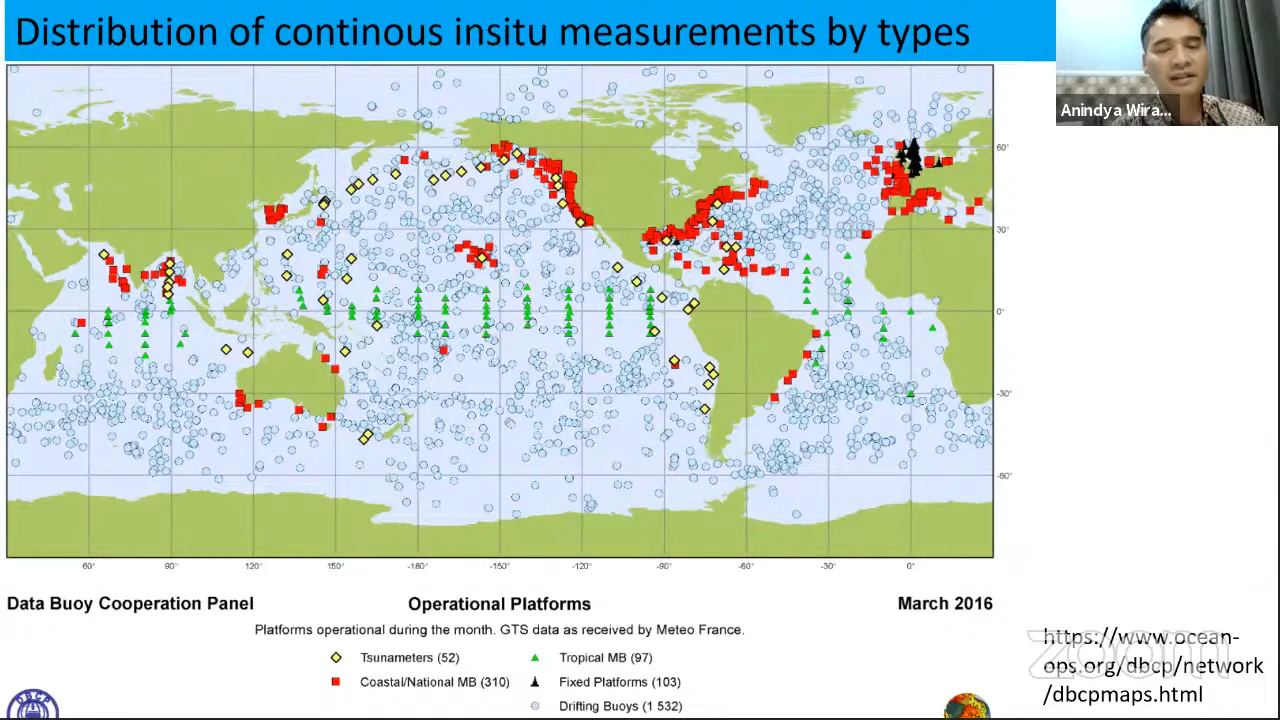 Distribution of continous insitu measurements by types
Anindya Wira...
60°
30°
0°
-30°
-60°
60° 90° 120° 150° -180° -150° -120° -90° -60° -30° 0°
Data Buoy Cooperation Panel Operational Platforms March 2016
Platforms operational during the month. GTS data as received by Meteo France.
Tsunameters (52) Tropical MB (97)
Coastal/National MB (310) Fixed Platforms (103)
Drifting Buoys (1 532)
https://www.ocean-
ops.org/dbcp/network
/dbcpmaps.html
zoom
DBCP